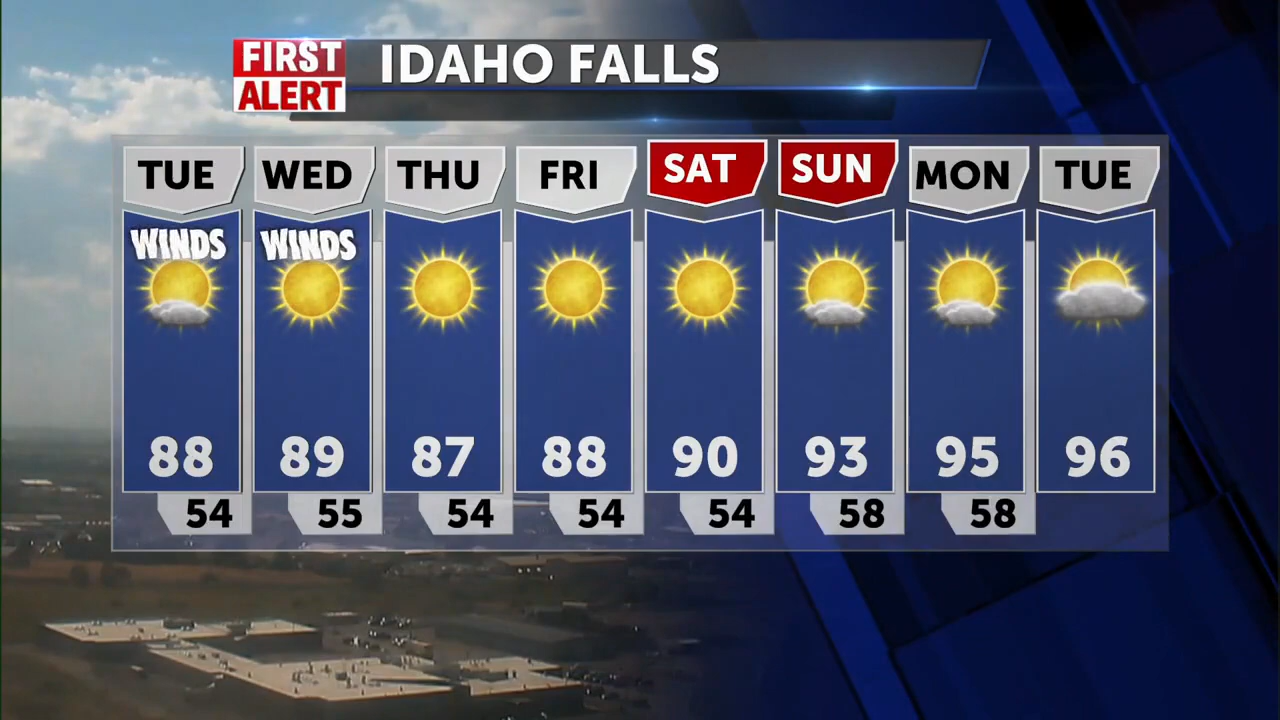 FIRST
ALERT
IDAHO FALLS
TUE WED THU FRI SAT SUN MON TUE
WINDS WINDS
88 89 87 88 90 93 95 96
54 55 54 54 54 58 58